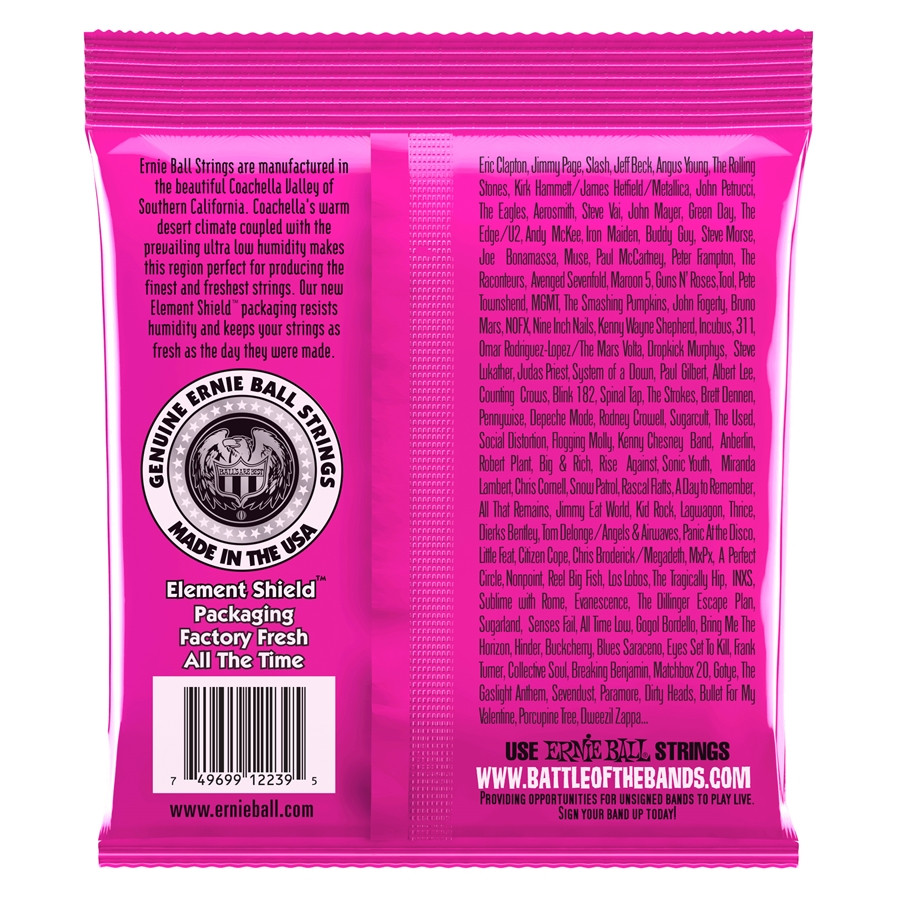 Ernie Ball Strings are manufactured in
the beautiful Coachella Valley of
Southern California. Coachella's warm
desert climate coupled with the
prevailing ultra low humidity makes
this region perfect for producing the
finest and freshest strings. Our new
Element Shield™ packaging resists
humidity and keeps your strings as
fresh as the day they were made.
GENUINE ERNIE BALL STRINGS
MADE IN THE USA
Element Shield™
Packaging
Factory Fresh
All The Time
7 49699 12239 5
www.ernieball.com
Eric Clapton, Jimmy Page, Slash, Jeff Beck, Angus Young, The Rolling
Stones, Kirk Hammett/James Hetfield/Metallica, John Petrucci,
The Eagles, Aerosmith, Steve Vai, John Mayer, Green Day, The
Edge/U2, Andy McKee, Iron Maiden, Buddy Guy, Steve Morse,
Joe Bonamassa, Muse, Paul McCartney, Peter Frampton, The
Raconteurs, Avenged Sevenfold, Maroon 5, Guns N' Roses, Tool, Pete
Townshend, MGMT, The Smashing Pumpkins, John Fogerty, Bruno
Mars, NOFX, Nine Inch Nails, Kenny Wayne Shepherd, Incubus, 311,
Omar Rodriguez-Lopez/The Mars Volta, Dropkick Murphys, Steve
Lukather, Judas Priest, System of a Down, Paul Gilbert, Albert Lee,
Counting Crows, Blink 182, Spinal Tap, The Strokes, Brett Dennen,
Pennywise, Depeche Mode, Rodney Crowell, Sugarcult, The Used,
Social Distortion, Flogging Molly, Kenny Chesney Band, Anberlin,
Robert Plant, Big & Rich, Rise Against, Sonic Youth, Miranda
Lambert, Chris Cornell, Snow Patrol, Rascal Flatts, A Day to Remember,
All That Remains, Jimmy Eat World, Kid Rock, Lagwagon, Thrice,
Dierks Bentley, Tom Delonge/Angels & Airwaves, Panic At the Disco,
Little Feat, Citizen Cope, Chris Broderick/Megadeth, MxPx, A Perfect
Circle, Nonpoint, Reel Big Fish, Los Lobos, The Tragically Hip, INXS,
Sublime with Rome, Evanescence, The Dillinger Escape Plan,
Sugarland, Senses Fail, All Time Low, Gogol Bordello, Bring Me The
Horizon, Hinder, Buckcherry, Blues Saraceno, Eyes Set To Kill, Frank
Turner, Collective Soul, Breaking Benjamin, Matchbox 20, Gotye, The
Gaslight Anthem, Sevendust, Paramore, Dirty Heads, Bullet For My
Valentine, Porcupine Tree, Dweezil Zappa...
USE ERNIE BALL® STRINGS
WWW.BATTLEOFTHEBANDS.COM
PROVIDING OPPORTUNITIES FOR UNSIGNED BANDS TO PLAY LIVE.
SIGN YOUR BAND UP TODAY!